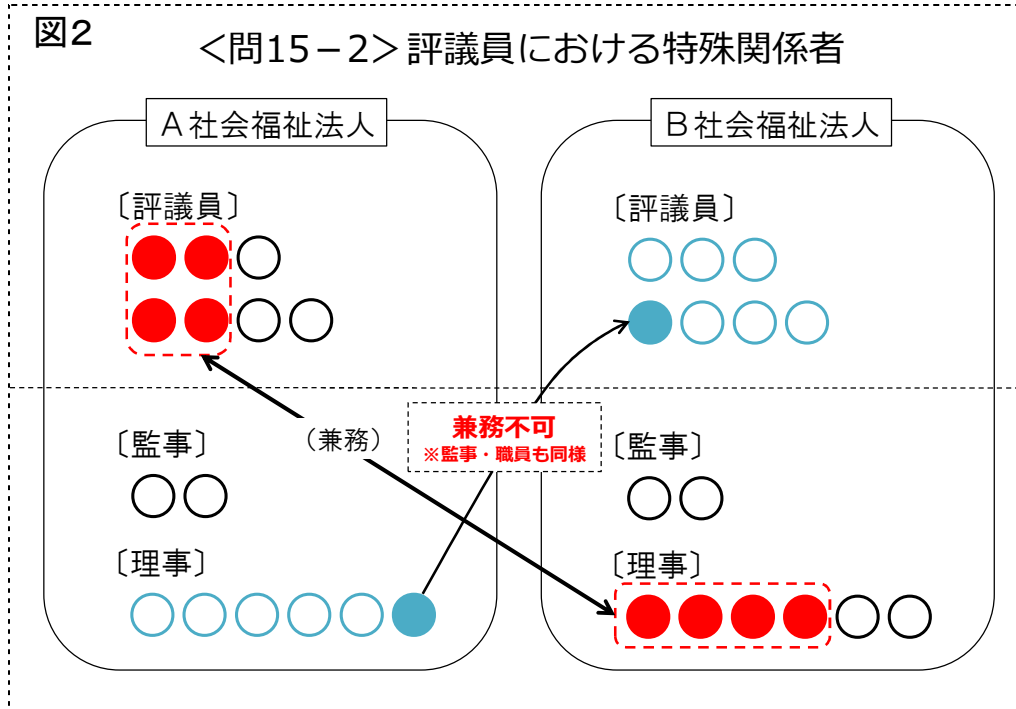 図2
＜問15－2＞評議員における特殊関係者
Ａ社会福祉法人
Ｂ社会福祉法人
〔評議員〕
〔評議員〕
（兼務）
兼務不可
※監事・職員も同様
〔監事〕
〔監事〕
〔理事〕
〔理事〕